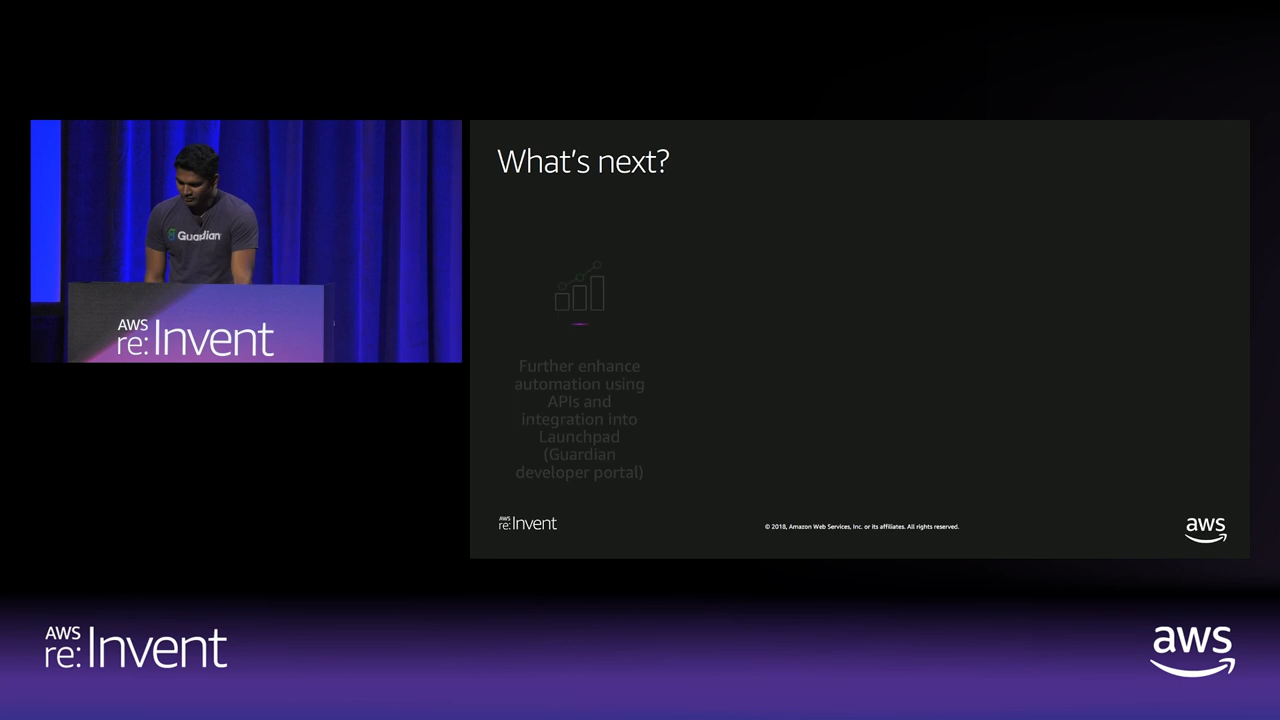 What's next?
Guardian
AWS
re:Invent
Further enhance
automation using
APIs and
integration into
Launchpad
(Guardian
developer portal)
AWS
re:Invent
© 2018, Amazon Web Services, Inc. or its affiliates. All rights reserved.
aws
AWS
re:Invent
aws